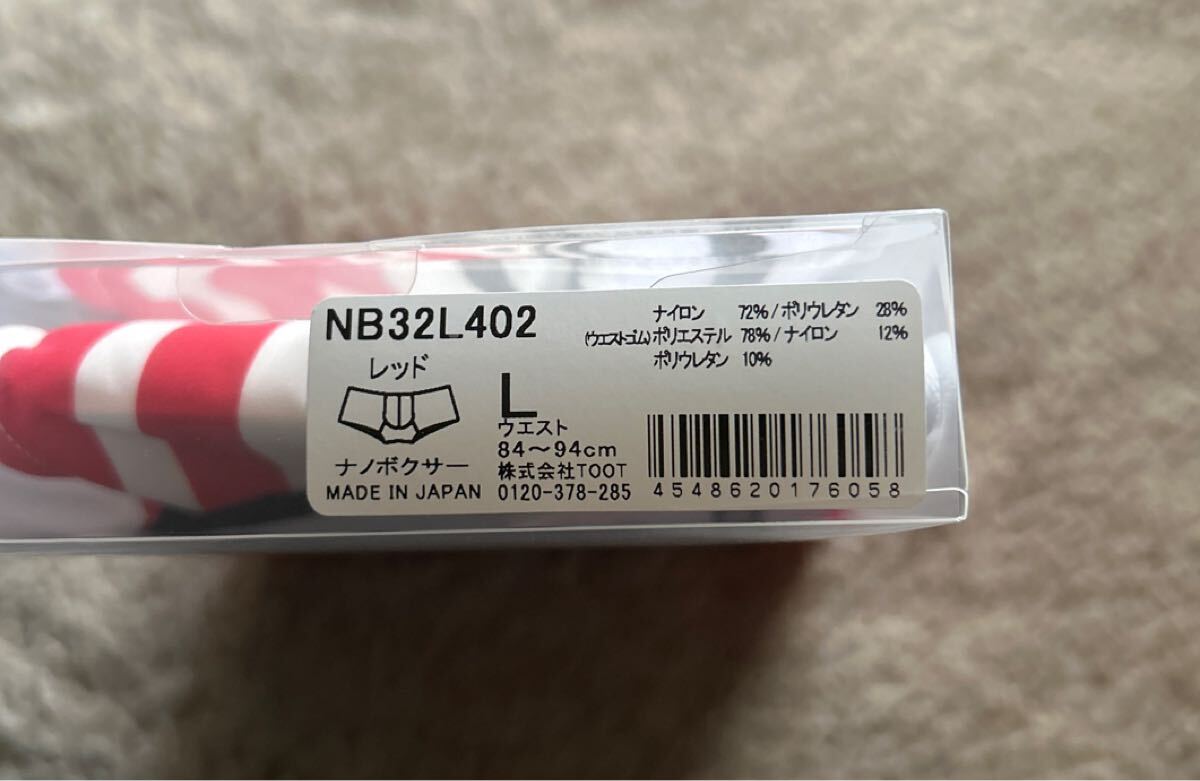 NB32L402
レッド
ナノボクサー
MADE IN JAPAN
L
ウエスト
84～94cm
株式会社TOOT
0120-378-285
ナイロン 72%/ポリウレタン 28%
(ウエストゴム)ポリエステル 78%/ナイロン 12%
ポリウレタン 10%
4548620176058